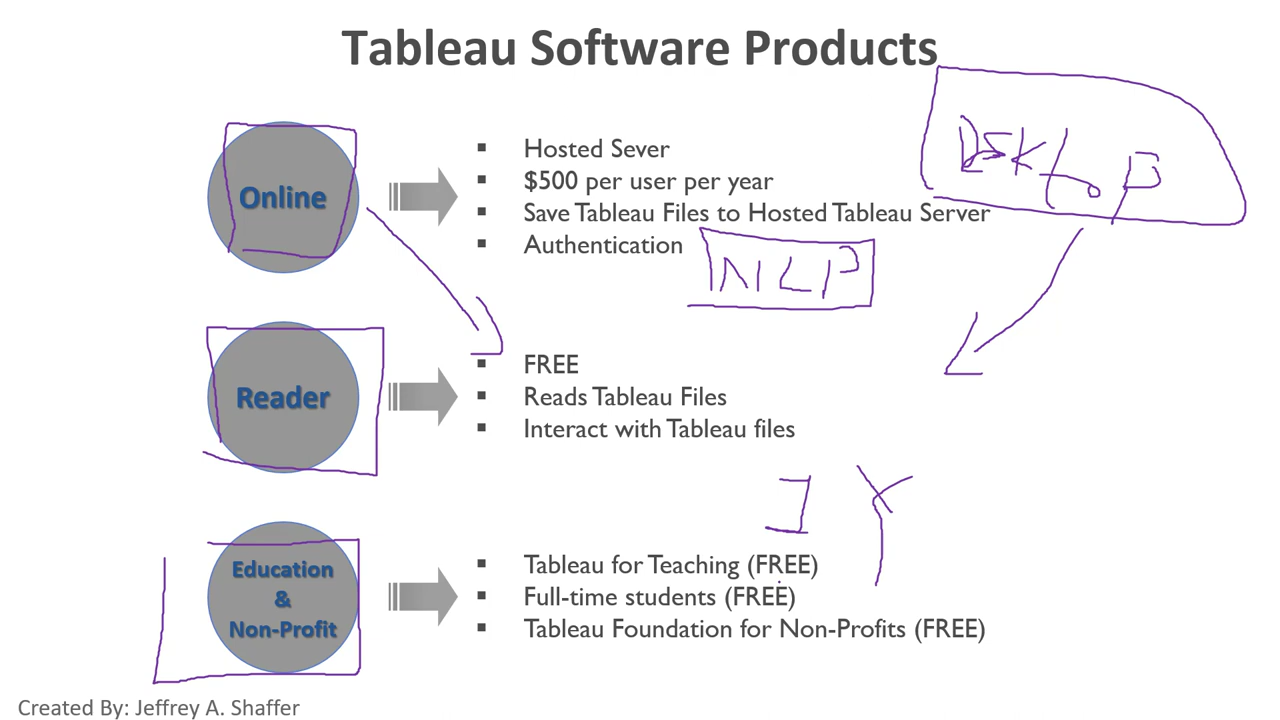 Tableau Software Products
Online
Hosted Sever
$500 per user per year
Save Tableau Files to Hosted Tableau Server
Authentication
NLP
Reader
FREE
Reads Tableau Files
Interact with Tableau files
Education
&
Non-Profit
Tableau for Teaching (FREE)
Full-time students (FREE)
Tableau Foundation for Non-Profits (FREE)
Created By: Jeffrey A. Shaffer